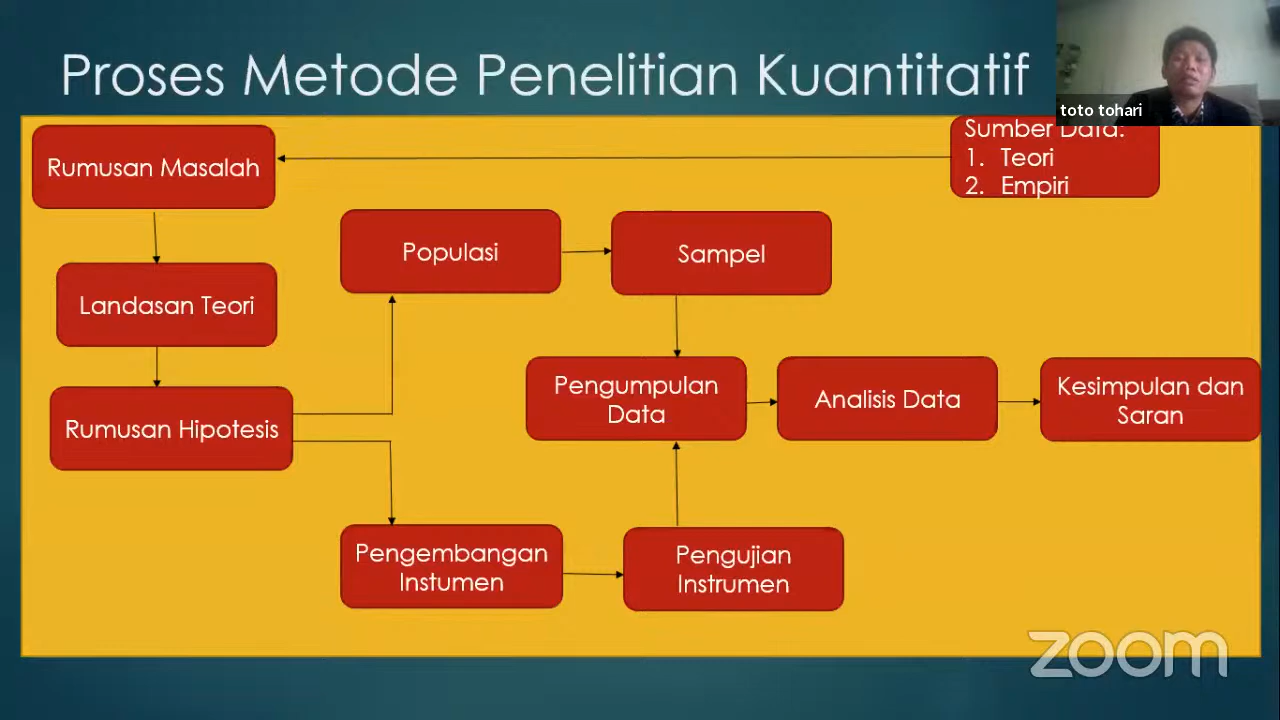 Proses Metode Penelitian Kuantitatif
toto tohari
Sumber Data:
1. Teori
2. Empiri
Rumusan Masalah
Populasi
Sampel
Landasan Teori
Rumusan Hipotesis
Pengumpulan
Data
Analisis Data
Kesimpulan dan
Saran
Pengembangan
Instumen
Pengujian
Instrumen
zoom